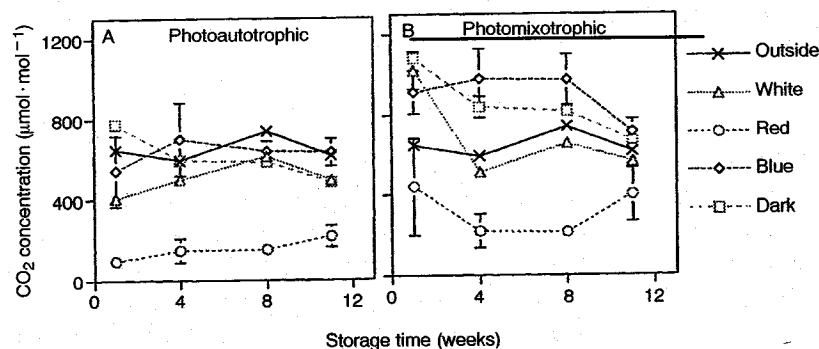 A
Photoautotrophic
B
Photomixotrophic
CO₂ concentration (μmol·mol⁻¹)
1200
800
400
0
0
4
8
12
0
4
8
12
Storage time (weeks)
Outside
White
Red
Blue
Dark